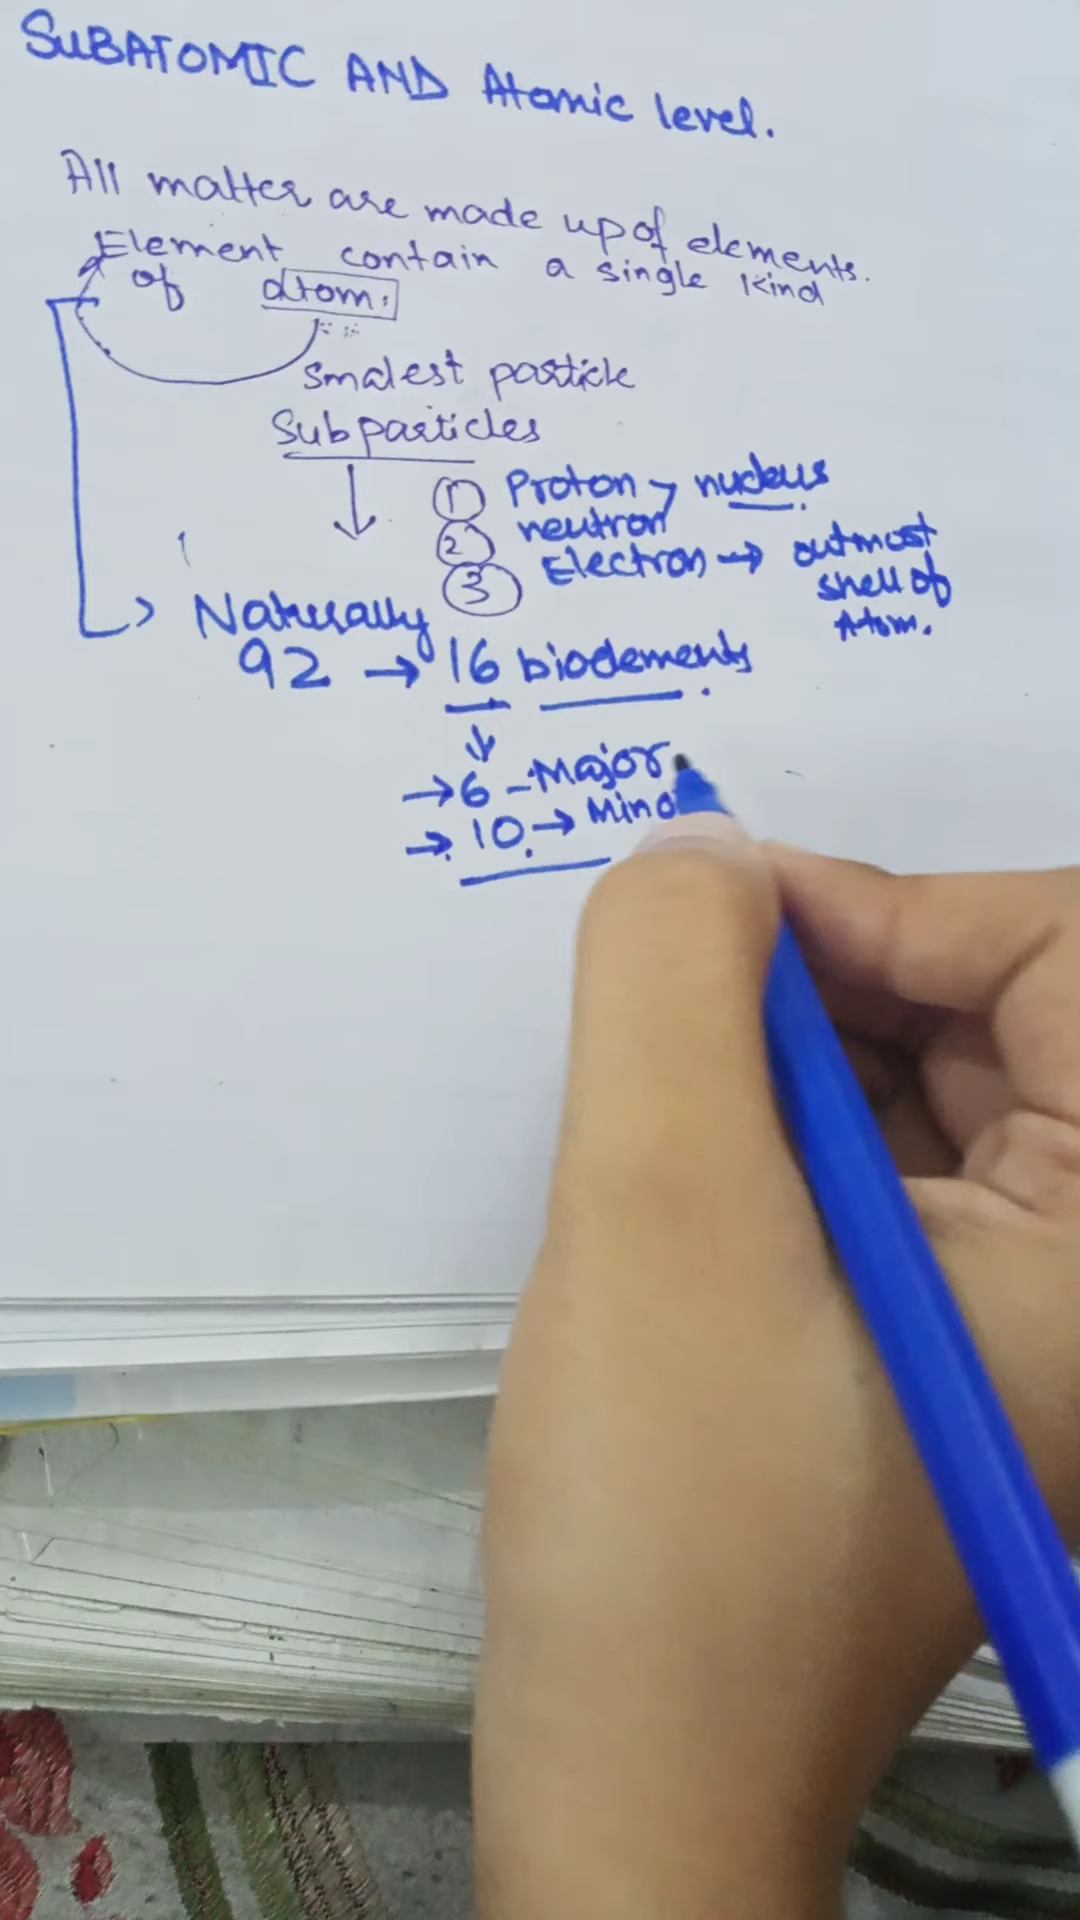 SUBATOMIC AND Atomic level.
All matter are made up of elements.
Element contain a single kind
of atom.
smalest particle
Subparticles
1 Proton nucleus
2 neutron
3 Electron → outmost
shell of
Atom.
Naturally
92 → 16 bioelements.
→ 6 - Major
→ 10 → Mino